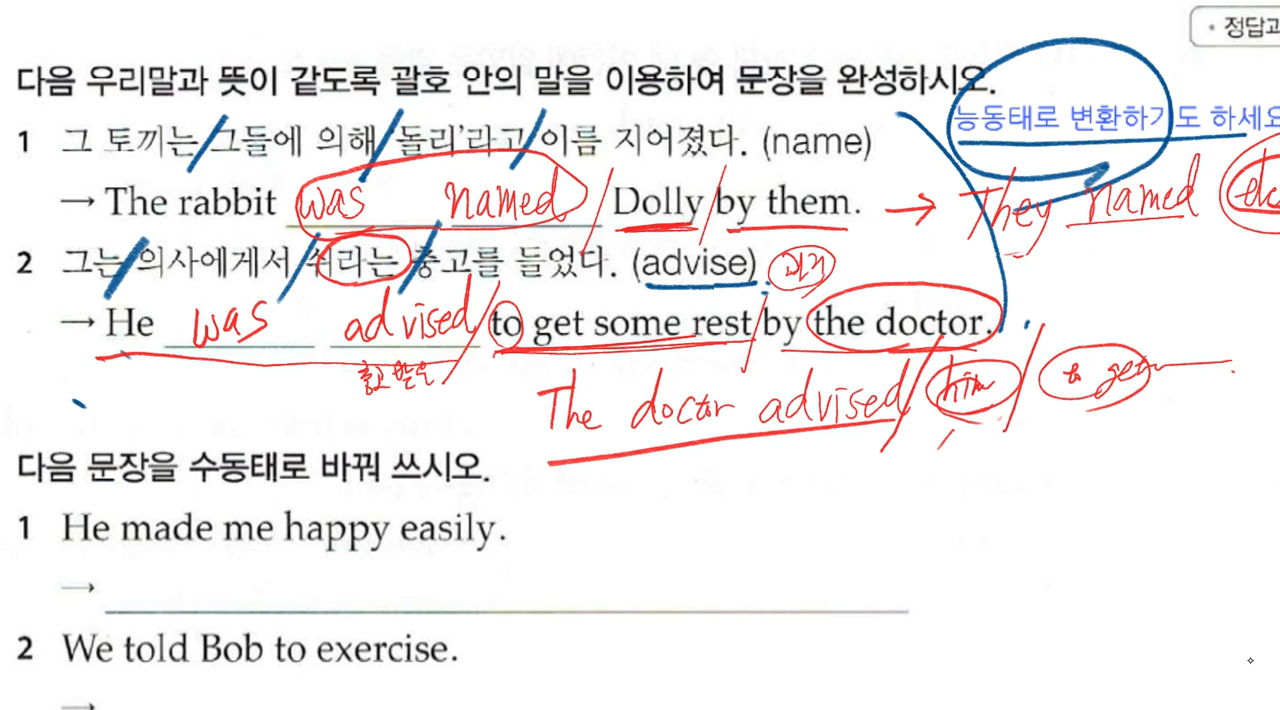 • 정답과
다음 우리말과 뜻이 같도록 괄호 안의 말을 이용하여 문장을 완성하시오.
능동태로 변환하기도 하세요
1 그 토끼는 그들에 의해 '돌리'라고 이름 지어졌다. (name)
→ The rabbit was named Dolly by them. → They named the
2 그는 의사에게서 쉬라는 충고를 들었다. (advise) 과거
→ He was advised to get some rest by the doctor.
충고 받았
The doctor advised him to get
다음 문장을 수동태로 바꿔 쓰시오.
1 He made me happy easily.
→
2 We told Bob to exercise.
→